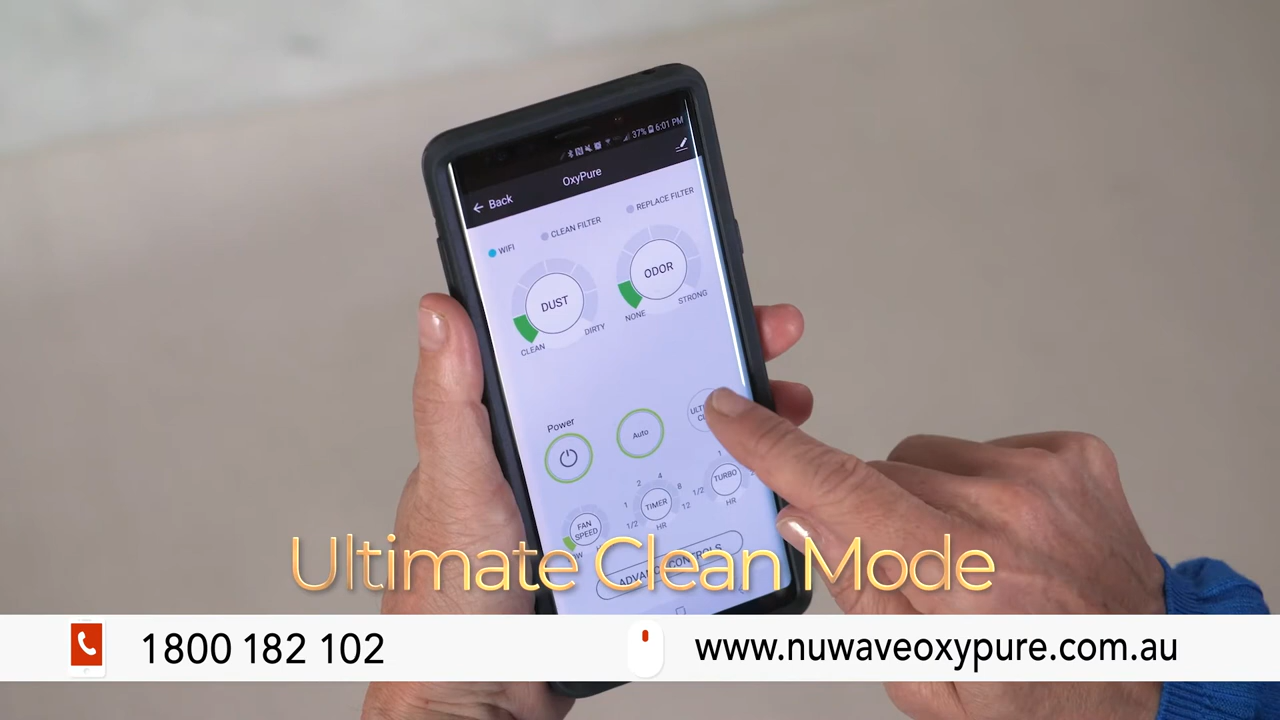 37% 6:01 PM
← Back
OxyPure
WIFI
CLEAN FILTER
REPLACE FILTER
DUST
CLEAN
DIRTY
ODOR
NONE
STRONG
Power
Auto
FAN
SPEED
1/2 1 2 4 8 12
TIMER
HR
1/2 1
TURBO
HR
Ultimate Clean Mode
1800 182 102
www.nuwaveoxypure.com.au